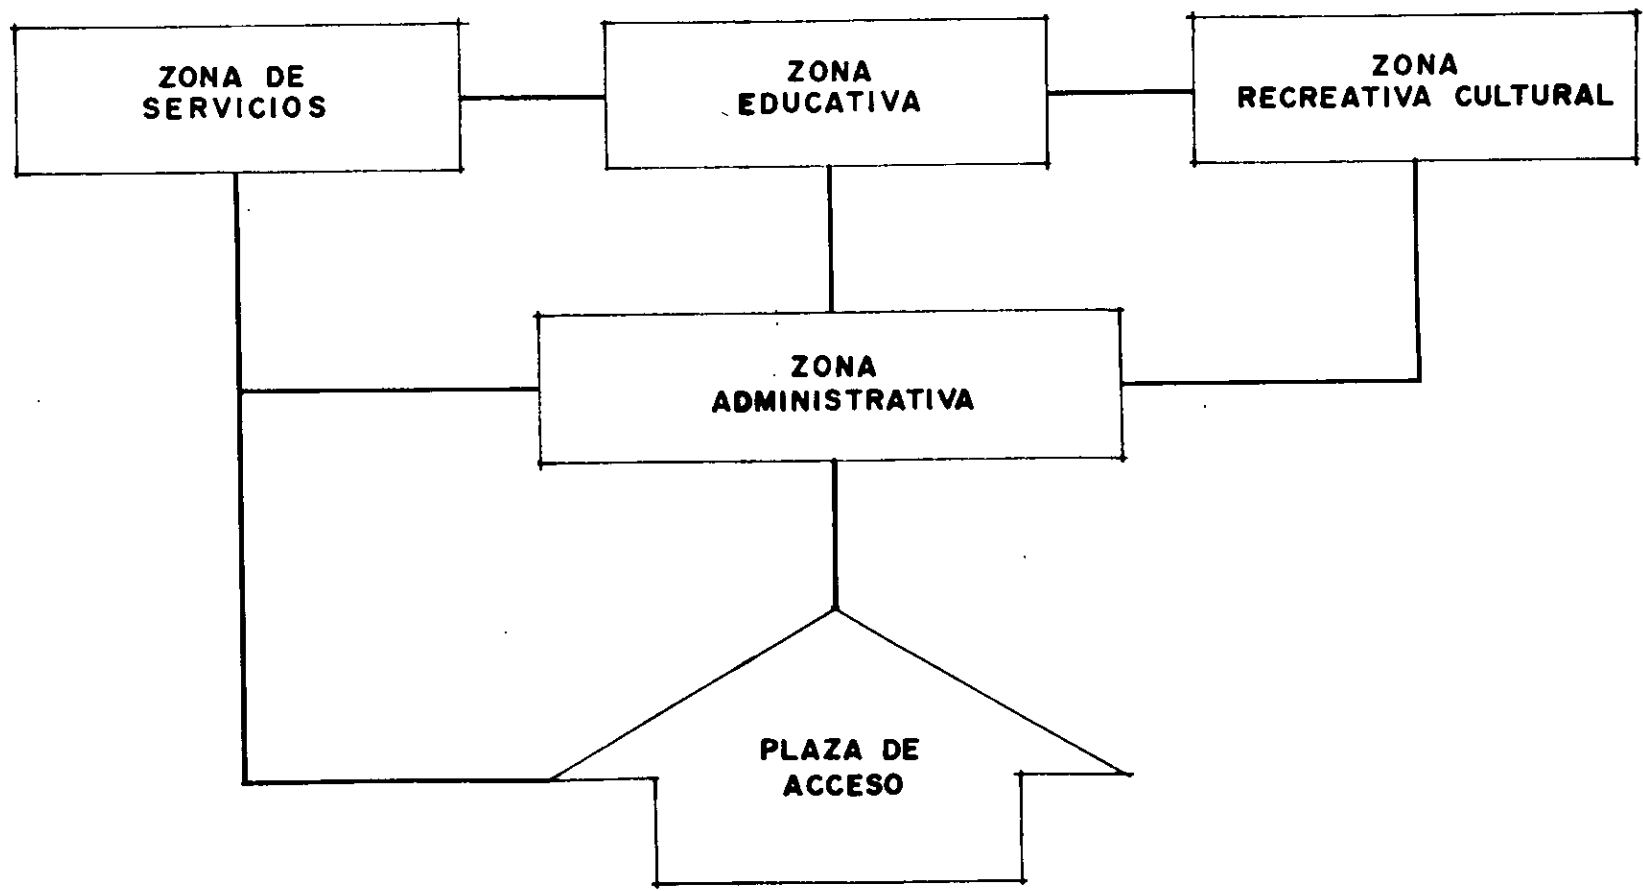 ZONA DE
SERVICIOS
ZONA
EDUCATIVA
ZONA
RECREATIVA CULTURAL
ZONA
ADMINISTRATIVA
PLAZA DE
ACCESO